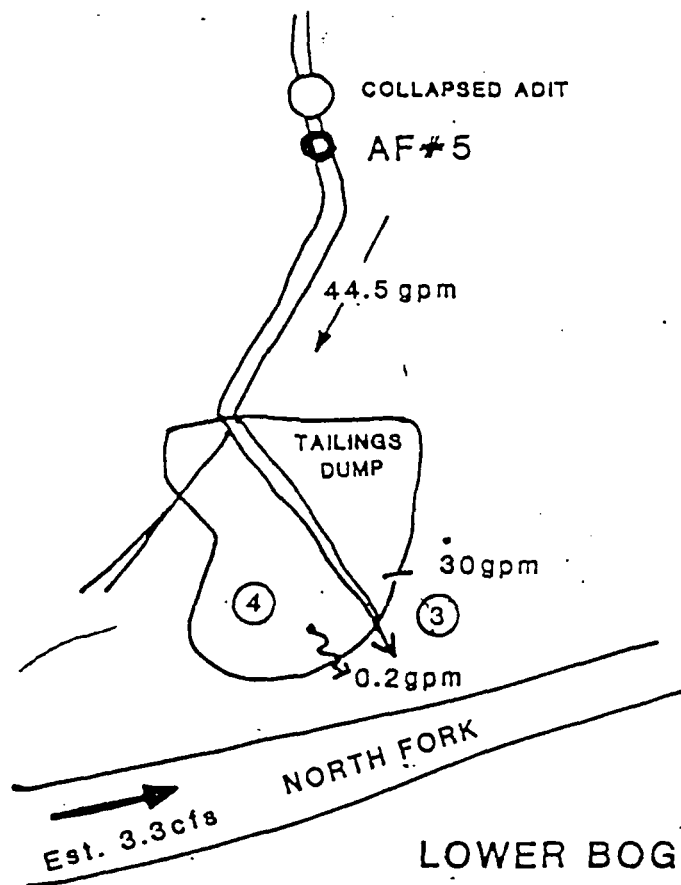 COLLAPSED ADIT
AF#5
44.5 gpm
TAILINGS
DUMP
30gpm
4
3
0.2gpm
NORTH FORK
Est. 3.3cfs
LOWER BOG